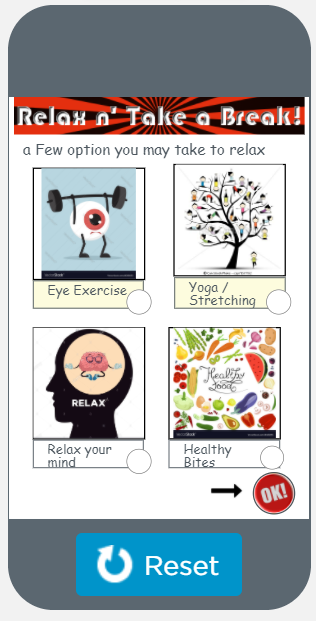 Relax n' Take a Break!
a Few option you may take to relax
Eye Exercise
Yoga /
Stretching
RELAX
Healthy
food
Relax your
mind
Healthy
Bites
OK!
Reset